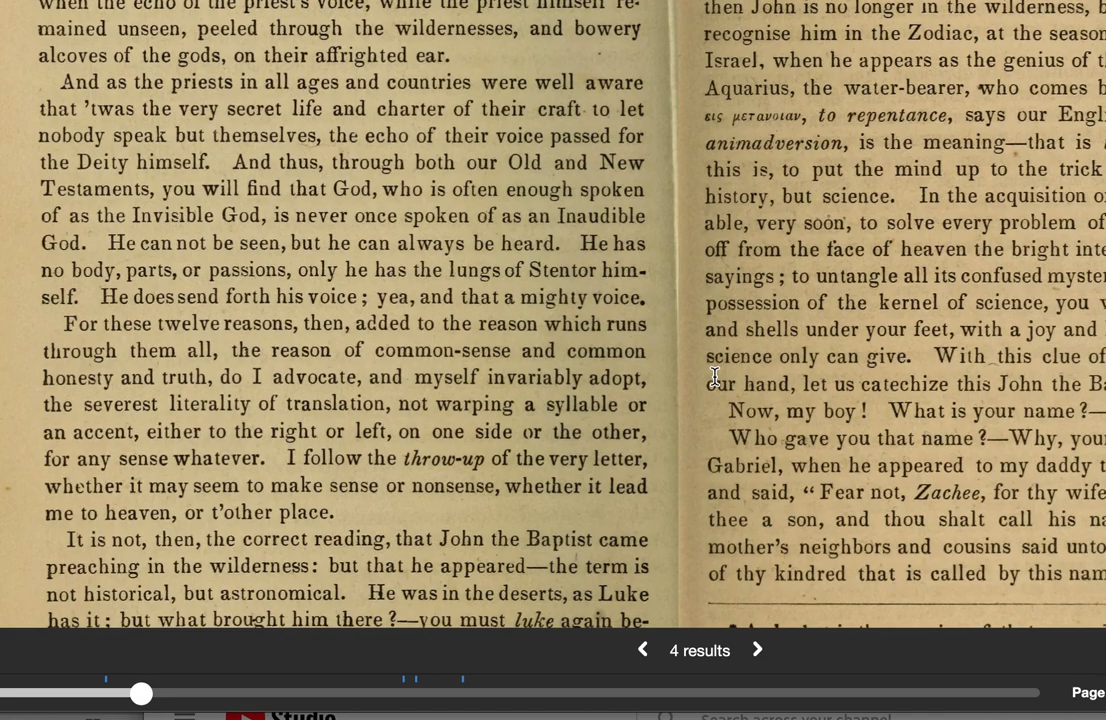 when the echo of the priest's voice, while the priest himself re-
mained unseen, peeled through the wildernesses, and bowery
alcoves of the gods, on their affrighted ear.
And as the priests in all ages and countries were well aware
that 'twas the very secret life and charter of their craft to let
nobody speak but themselves, the echo of their voice passed for
the Deity himself. And thus, through both our Old and New
Testaments, you will find that God, who is often enough spoken
of as the Invisible God, is never once spoken of as an Inaudible
God. He can not be seen, but he can always be heard. He has
no body, parts, or passions, only he has the lungs of Stentor him-
self. He does send forth his voice; yea, and that a mighty voice.
For these twelve reasons, then, added to the reason which runs
through them all, the reason of common-sense and common
honesty and truth, do I advocate, and myself invariably adopt,
the severest literality of translation, not warping a syllable or
an accent, either to the right or left, on one side or the other,
for any sense whatever. I follow the throw-up of the very letter,
whether it may seem to make sense or nonsense, whether it lead
me to heaven, or t'other place.
It is not, then, the correct reading, that John the Baptist came
preaching in the wilderness: but that he appeared—the term is
not historical, but astronomical. He was in the deserts, as Luke
has it; but what brought him there?—you must luke again be-
then John is no longer in the wilderness,
recognise him in the Zodiac, at the season
Israel, when he appears as the genius of
Aquarius, the water-bearer, who comes
εις μετανοιαν, to repentance, says our
animadversion, is the meaning—that is
this is, to put the mind up to the trick
history, but science. In the acquisition
able, very soon, to solve every problem of
off from the face of heaven the bright
sayings; to untangle all its confused
possession of the kernel of science, you
and shells under your feet, with a joy and
science only can give. With this clue of
our hand, let us catechize this John the
Now, my boy! What is your name?—
Who gave you that name?—Why,
Gabriel, when he appeared to my daddy
and said, "Fear not, Zachee, for thy wife
thee a son, and thou shalt call his
mother's neighbors and cousins said
of thy kindred that is called by this
4 results
Page
Studio
Search across your channel